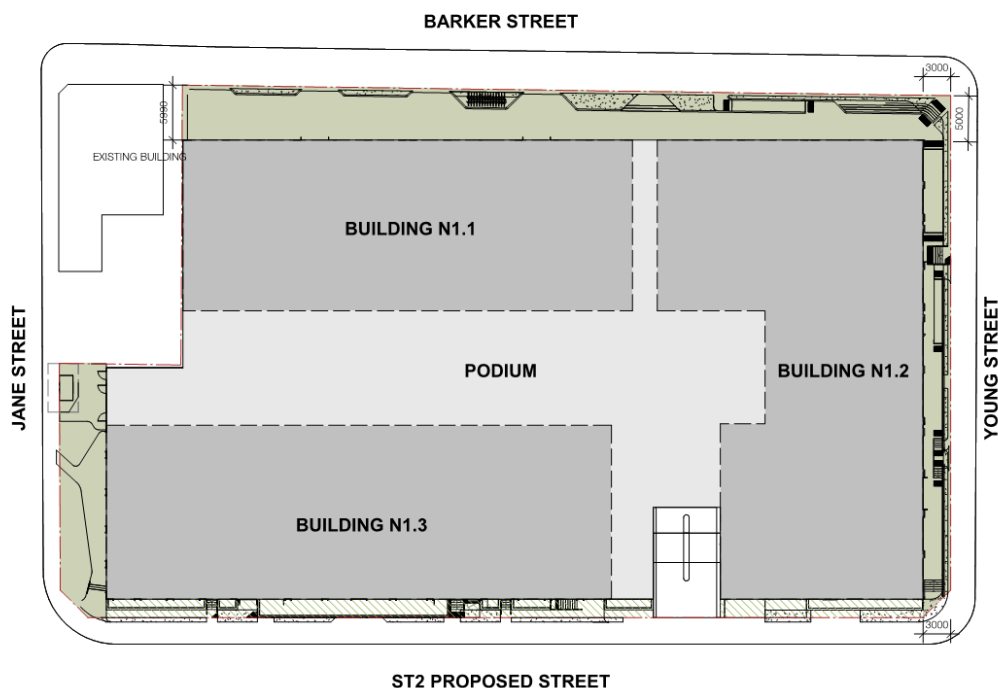 BARKER STREET
3000
5990
5000
EXISTING BUILDING
BUILDING N1.1
JANE STREET
PODIUM
BUILDING N1.2
YOUNG STREET
BUILDING N1.3
3000
ST2 PROPOSED STREET